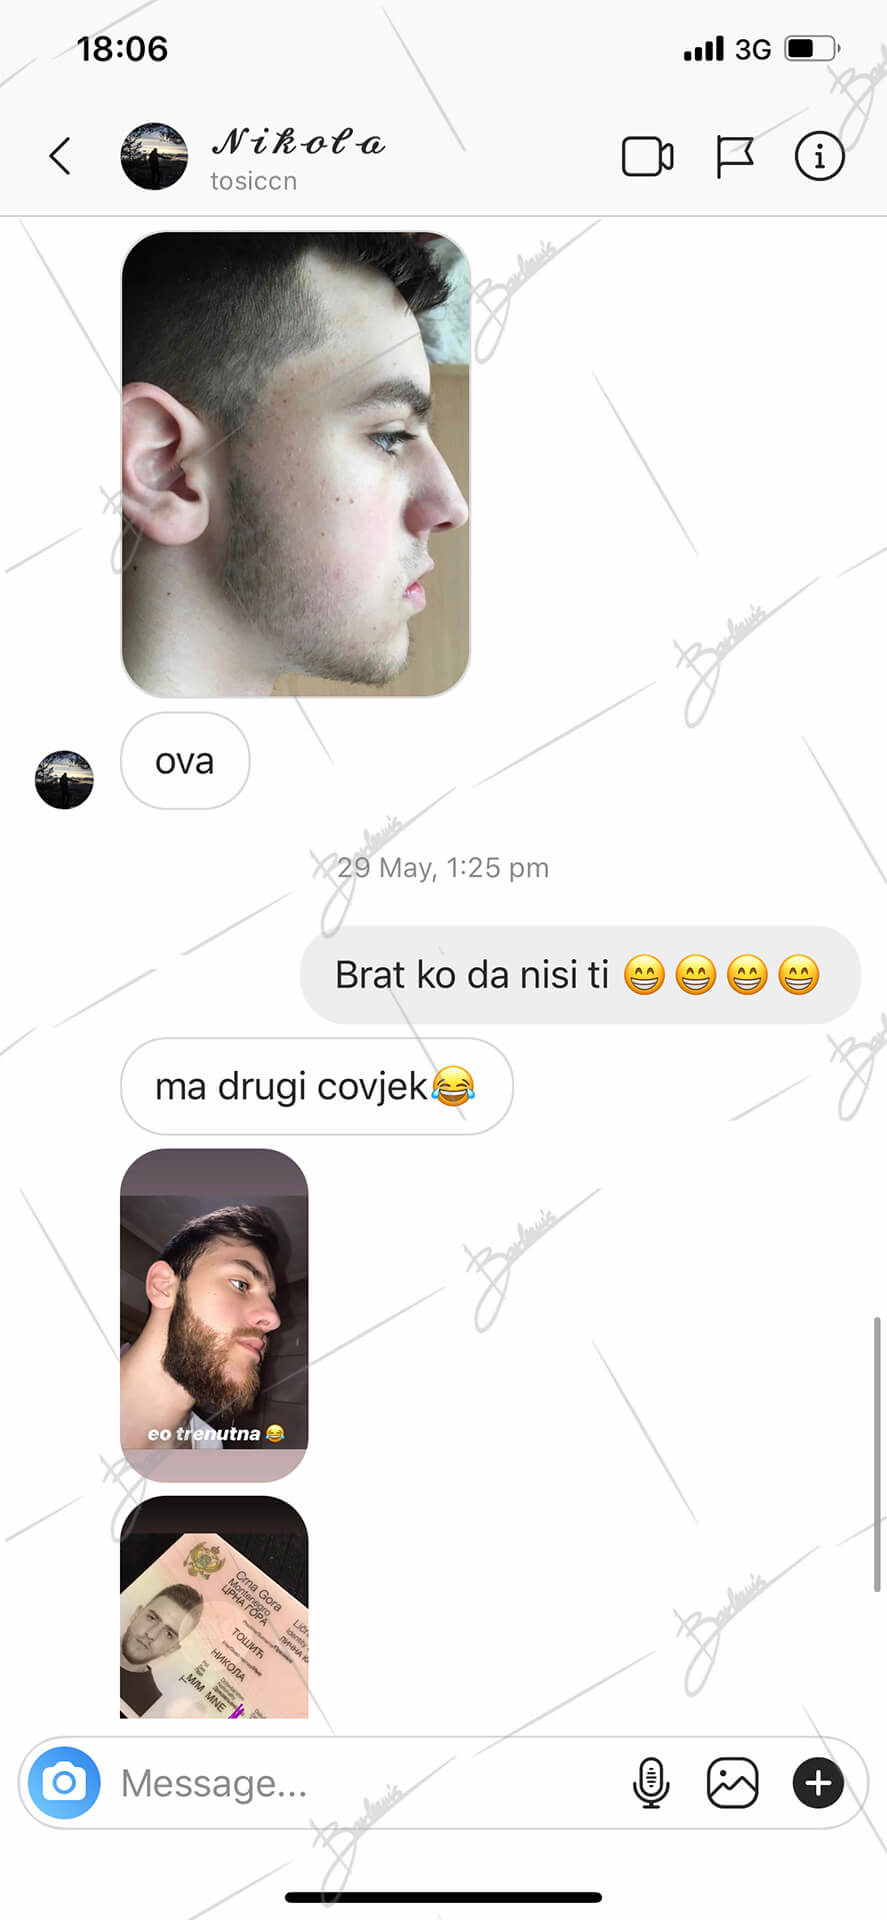 18:06 3G
Nikola
tosiccn
ova
29 May, 1:25 pm
Brat ko da nisi ti 😁😁😁😁
ma drugi covjek😂
eo trenutna 😂
Crna Gora
Montenegro
ЦРНА ГОРА
ТОШИЋ
НИКОЛА
M/M MNE
Message...